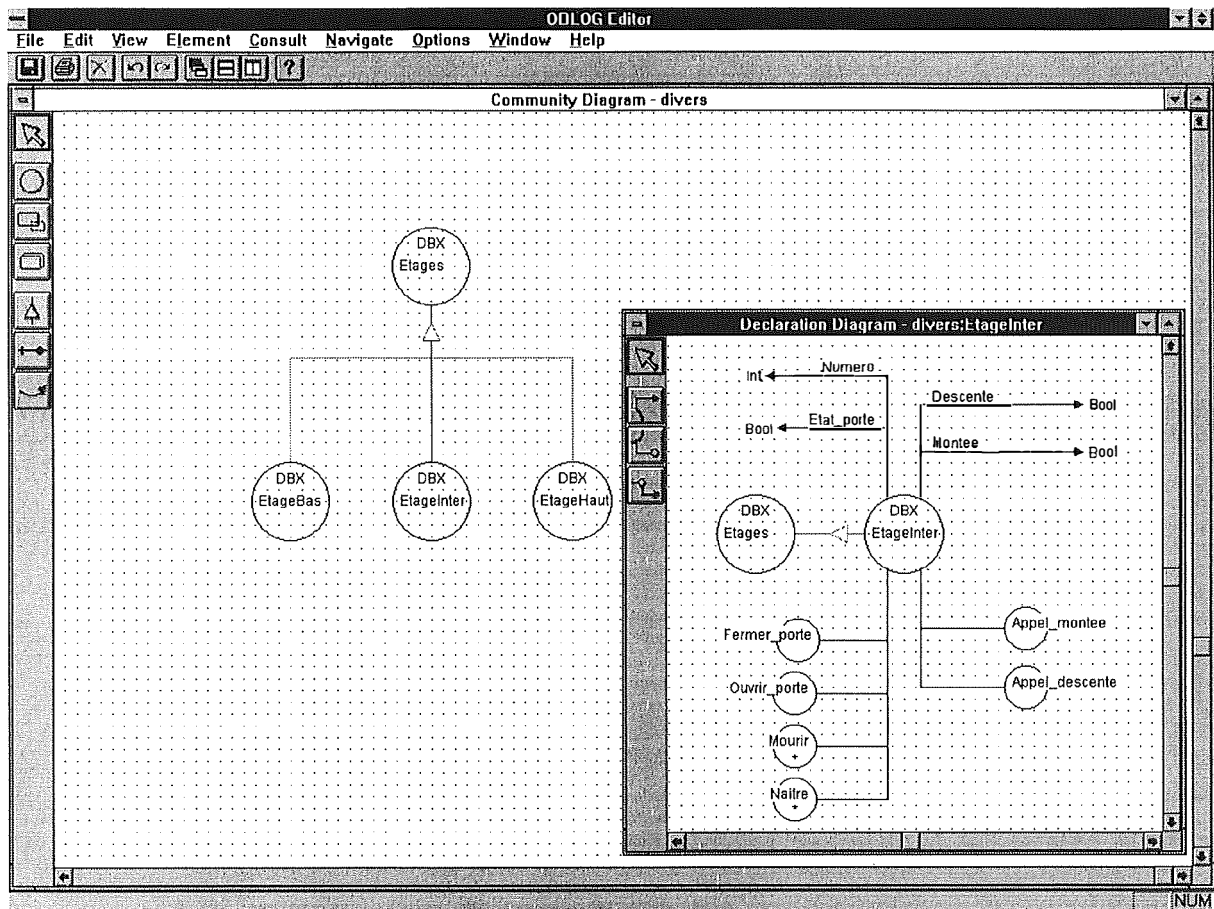 ODLOG Editor
File Edit View Element Consult Navigate Options Window Help
?
Community Diagram - divers
DBX
Etages
DBX
EtageBas
DBX
EtageInter
DBX
EtageHaut
Declaration Diagram - divers:EtageInter
Int
Numero
Bool
Etat_porte
Descente
Bool
Montee
Bool
DBX
Etages
DBX
EtageInter
Fermer_porte
Ouvrir_porte
Mourir
+
Naitre
+
Appel_montee
Appel_descente
NUM